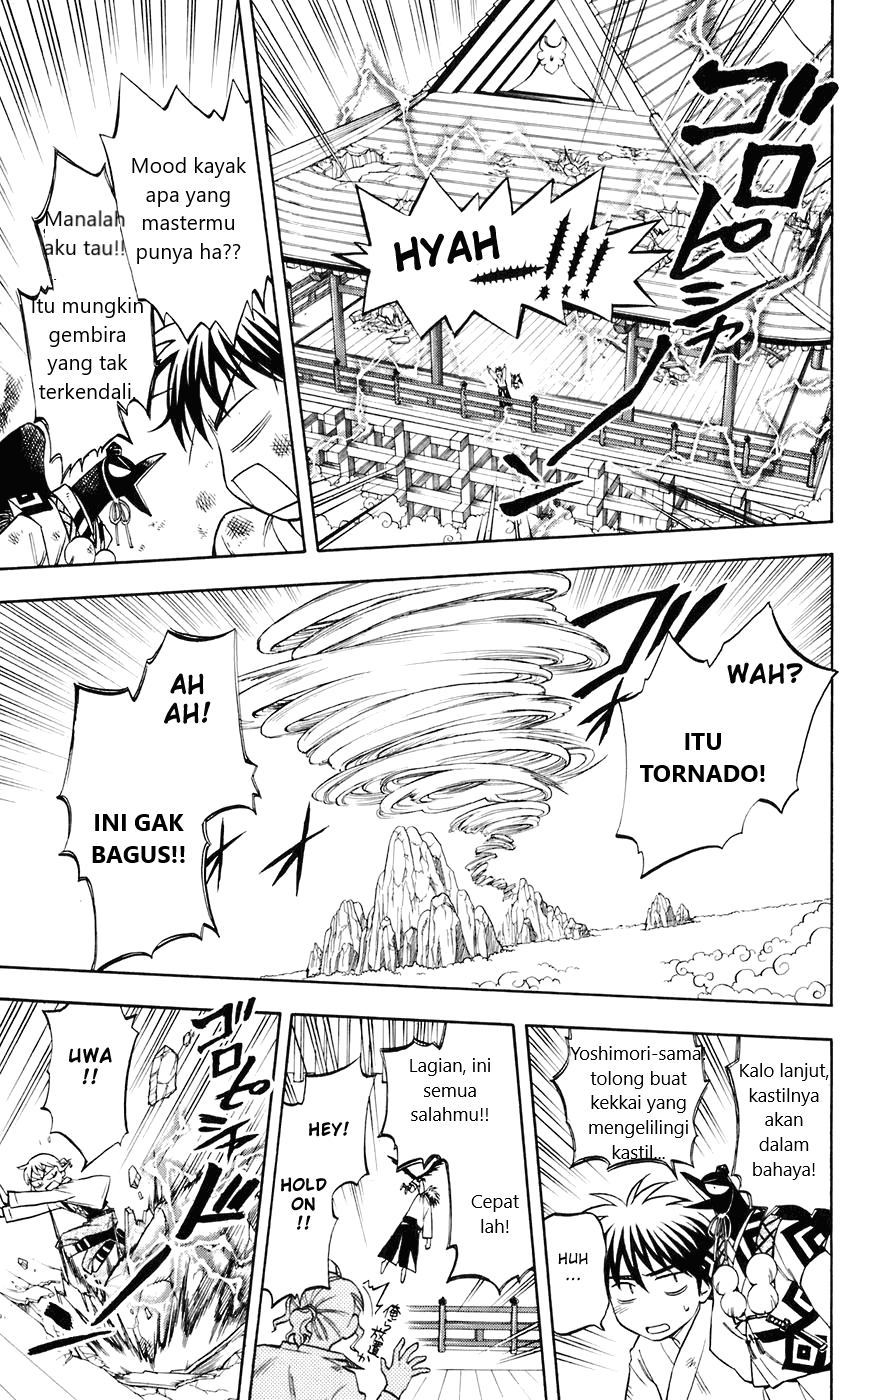 ゴロピシャーン
HYAH
ー!!!
Mood kayak
apa yang
mastermu
punya ha??
Manalah
aku tau!!
Itu mungkin
gembira
yang tak
terkendali
WAH?
ITU
TORNADO!
AH
AH!
INI GAK
BAGUS!!
Kalo lanjut,
kastilnya
akan
dalam
bahaya!
Yoshimori-sama!
tolong buat
kekkai yang
mengelilingi
kastil...
HUH
...
Lagian, ini
semua
salahmu!!
Cepat
lah!
HEY!
HOLD
ON
!!
ゴロピシャ
UWA
!!